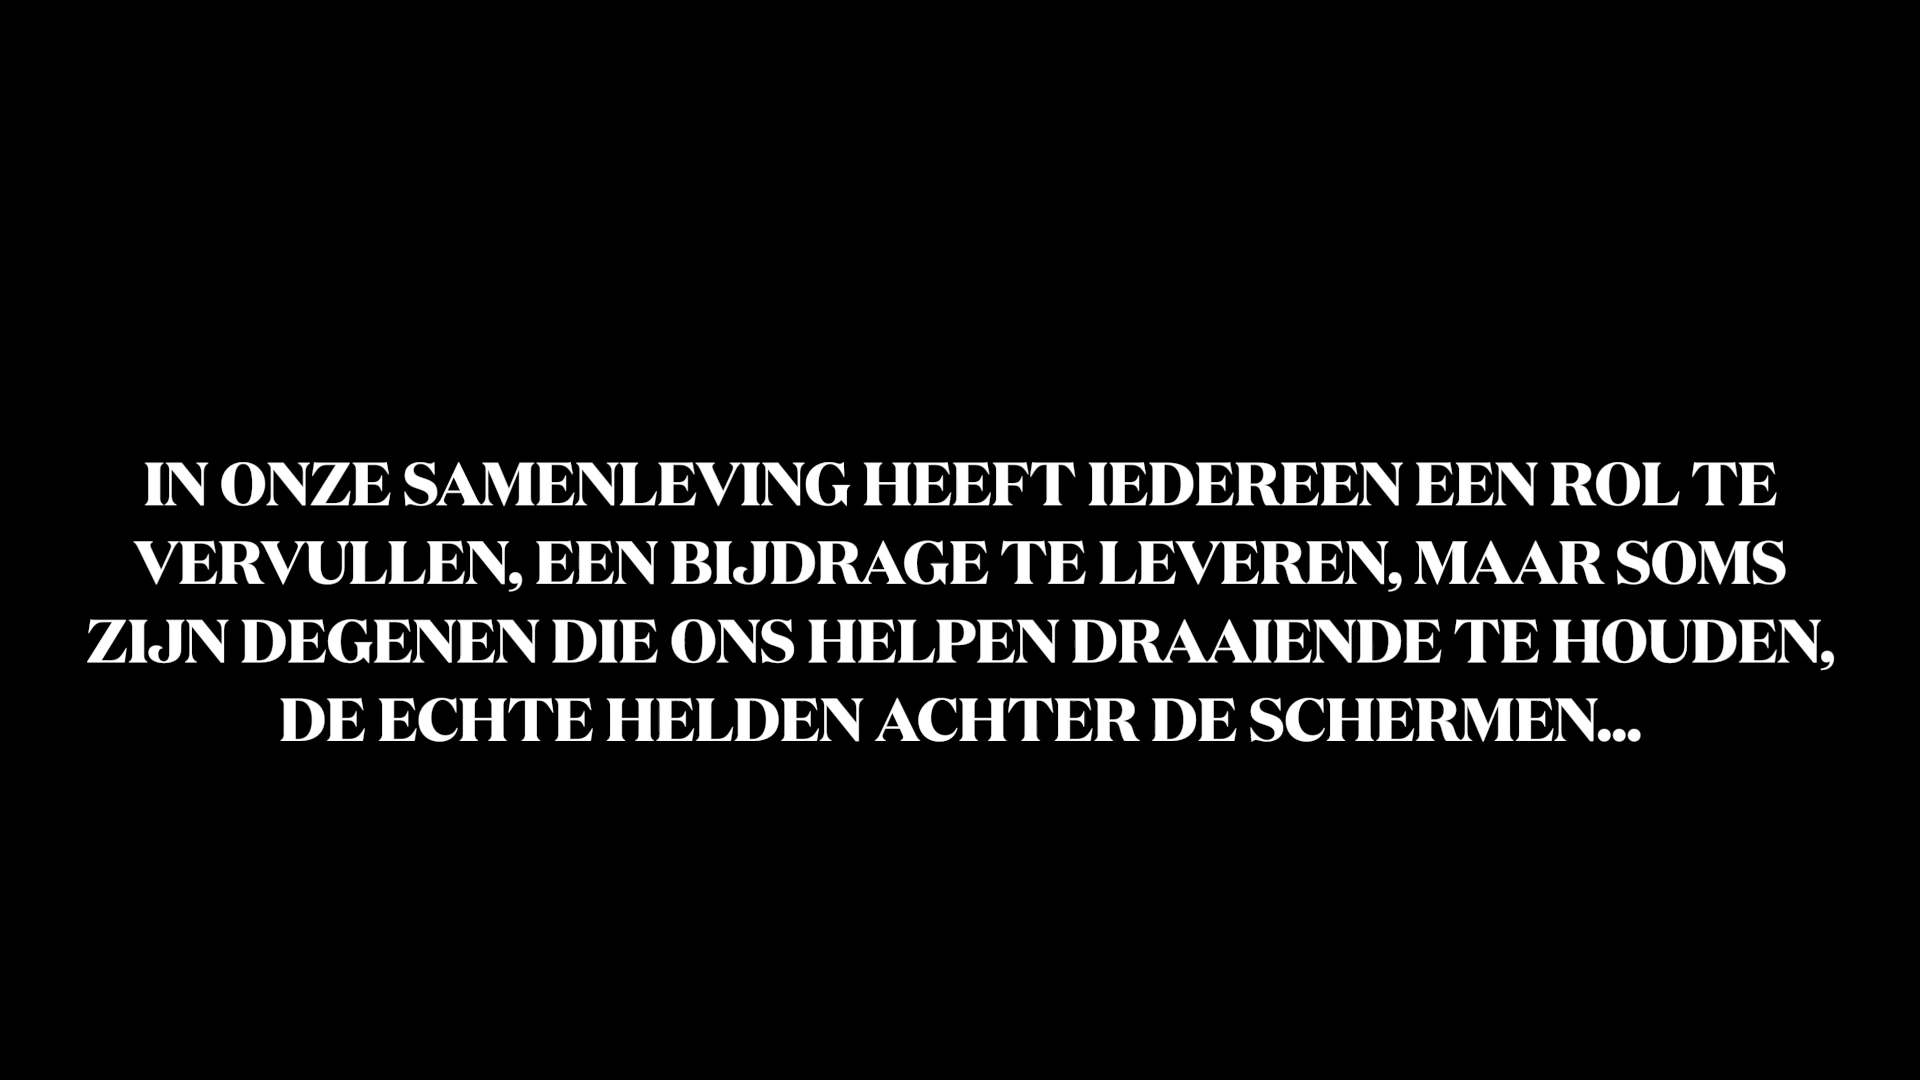 IN ONZE SAMENLEVING HEEFT IEDEREEN EEN ROL TE
VERVULLEN, EEN BIJDRAGE TE LEVEREN, MAAR SOMS
ZIJN DEGENEN DIE ONS HELPEN DRAAIENDE TE HOUDEN,
DE ECHTE HELDEN ACHTER DE SCHERMEN...